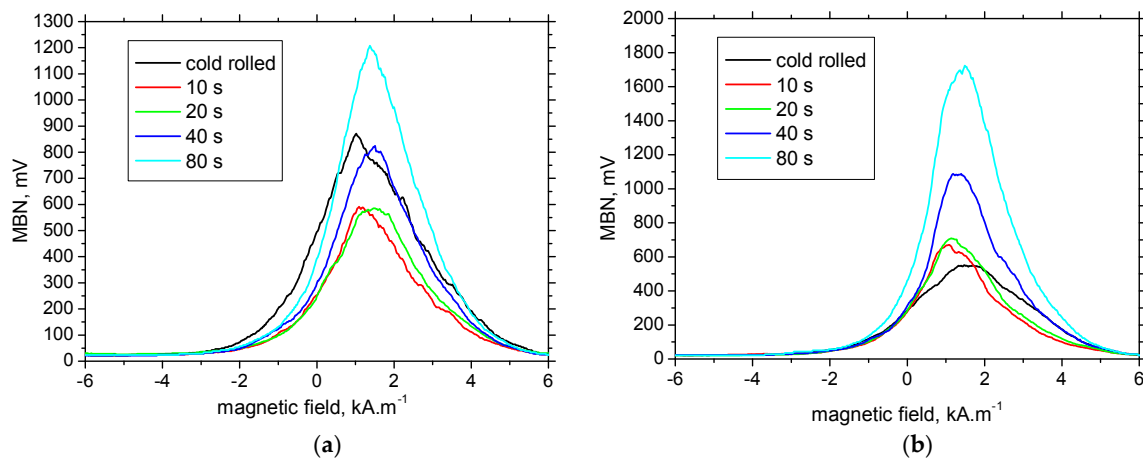 1300
1200
1100
1000
900
800
700
600
500
400
300
200
100
0
MBN, mV
cold rolled
10 s
20 s
40 s
80 s
-6 -4 -2 0 2 4 6
magnetic field, kA.m-1
(a)
2000
1800
1600
1400
1200
1000
800
600
400
200
0
MBN, mV
cold rolled
10 s
20 s
40 s
80 s
-6 -4 -2 0 2 4 6
magnetic field, kA.m-1
(b)